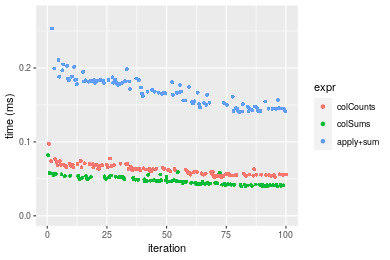 0.2
0.1
0.0
time (ms)
0
25
50
75
100
iteration
expr
colCounts
colSums
apply+sum